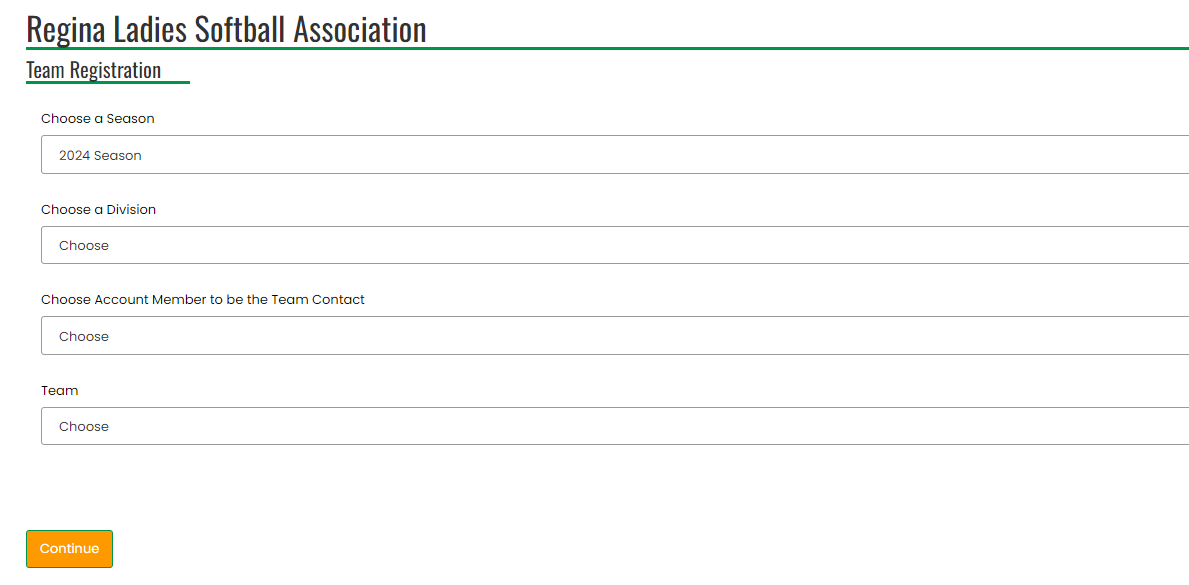 Regina Ladies Softball Association
Team Registration
Choose a Season
2024 Season
Choose a Division
Choose
Choose Account Member to be the Team Contact
Choose
Team
Choose
Continue